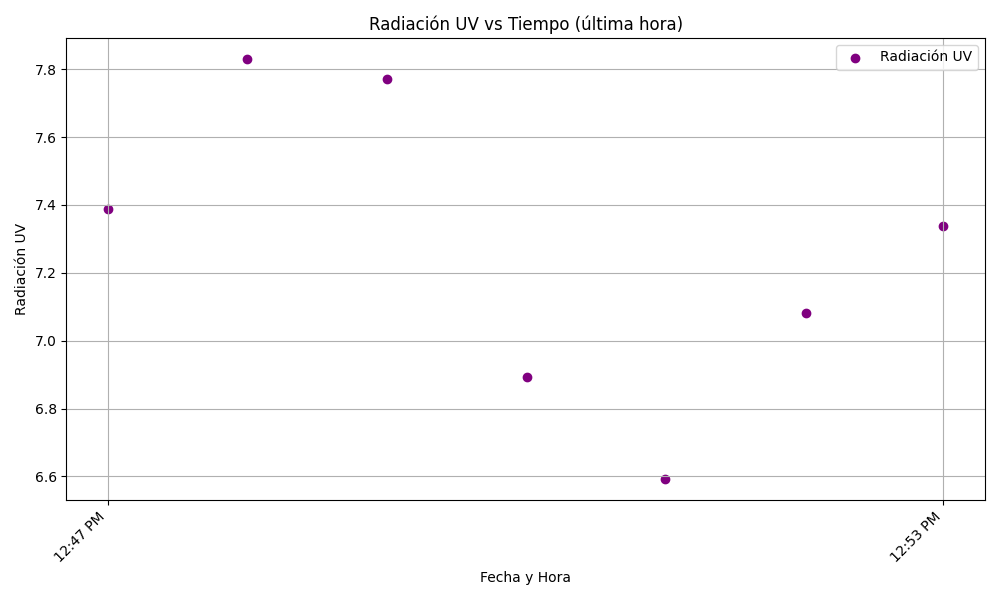 Radiación UV vs Tiempo (última hora)
Radiación UV
7.8
7.6
7.4
7.2
7.0
6.8
6.6
Radiación UV
12:47 PM
12:53 PM
Fecha y Hora